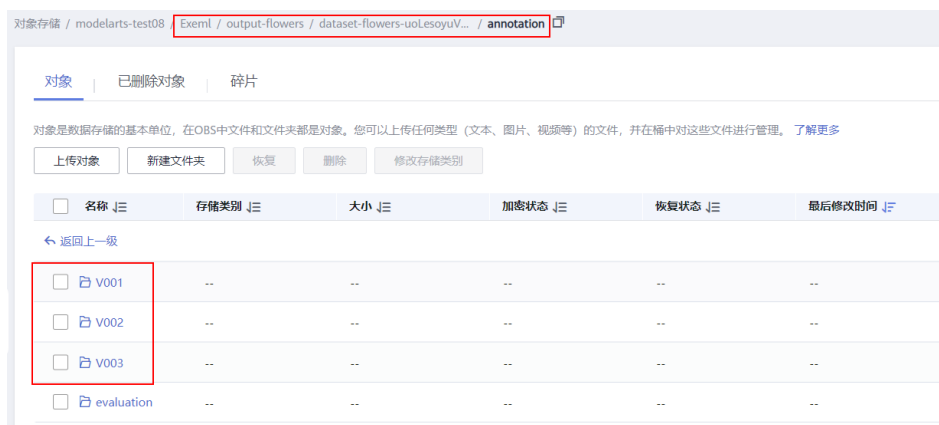 对象存储 / modelarts-test08 / Exeml / output-flowers / dataset-flowers-uoLesoyuV... / annotation
对象 已删除对象 碎片
对象是数据存储的基本单位，在OBS中文件和文件夹都是对象。您可以上传任何类型（文本、图片、视频等）的文件，并在桶中对这些文件进行管理。 了解更多
上传对象 新建文件夹 恢复 删除 修改存储类别
名称 存储类别 大小 加密状态 恢复状态 最后修改时间
返回上一级
V001 -- -- -- -- --
V002 -- -- -- -- --
V003 -- -- -- -- --
evaluation -- -- -- -- --